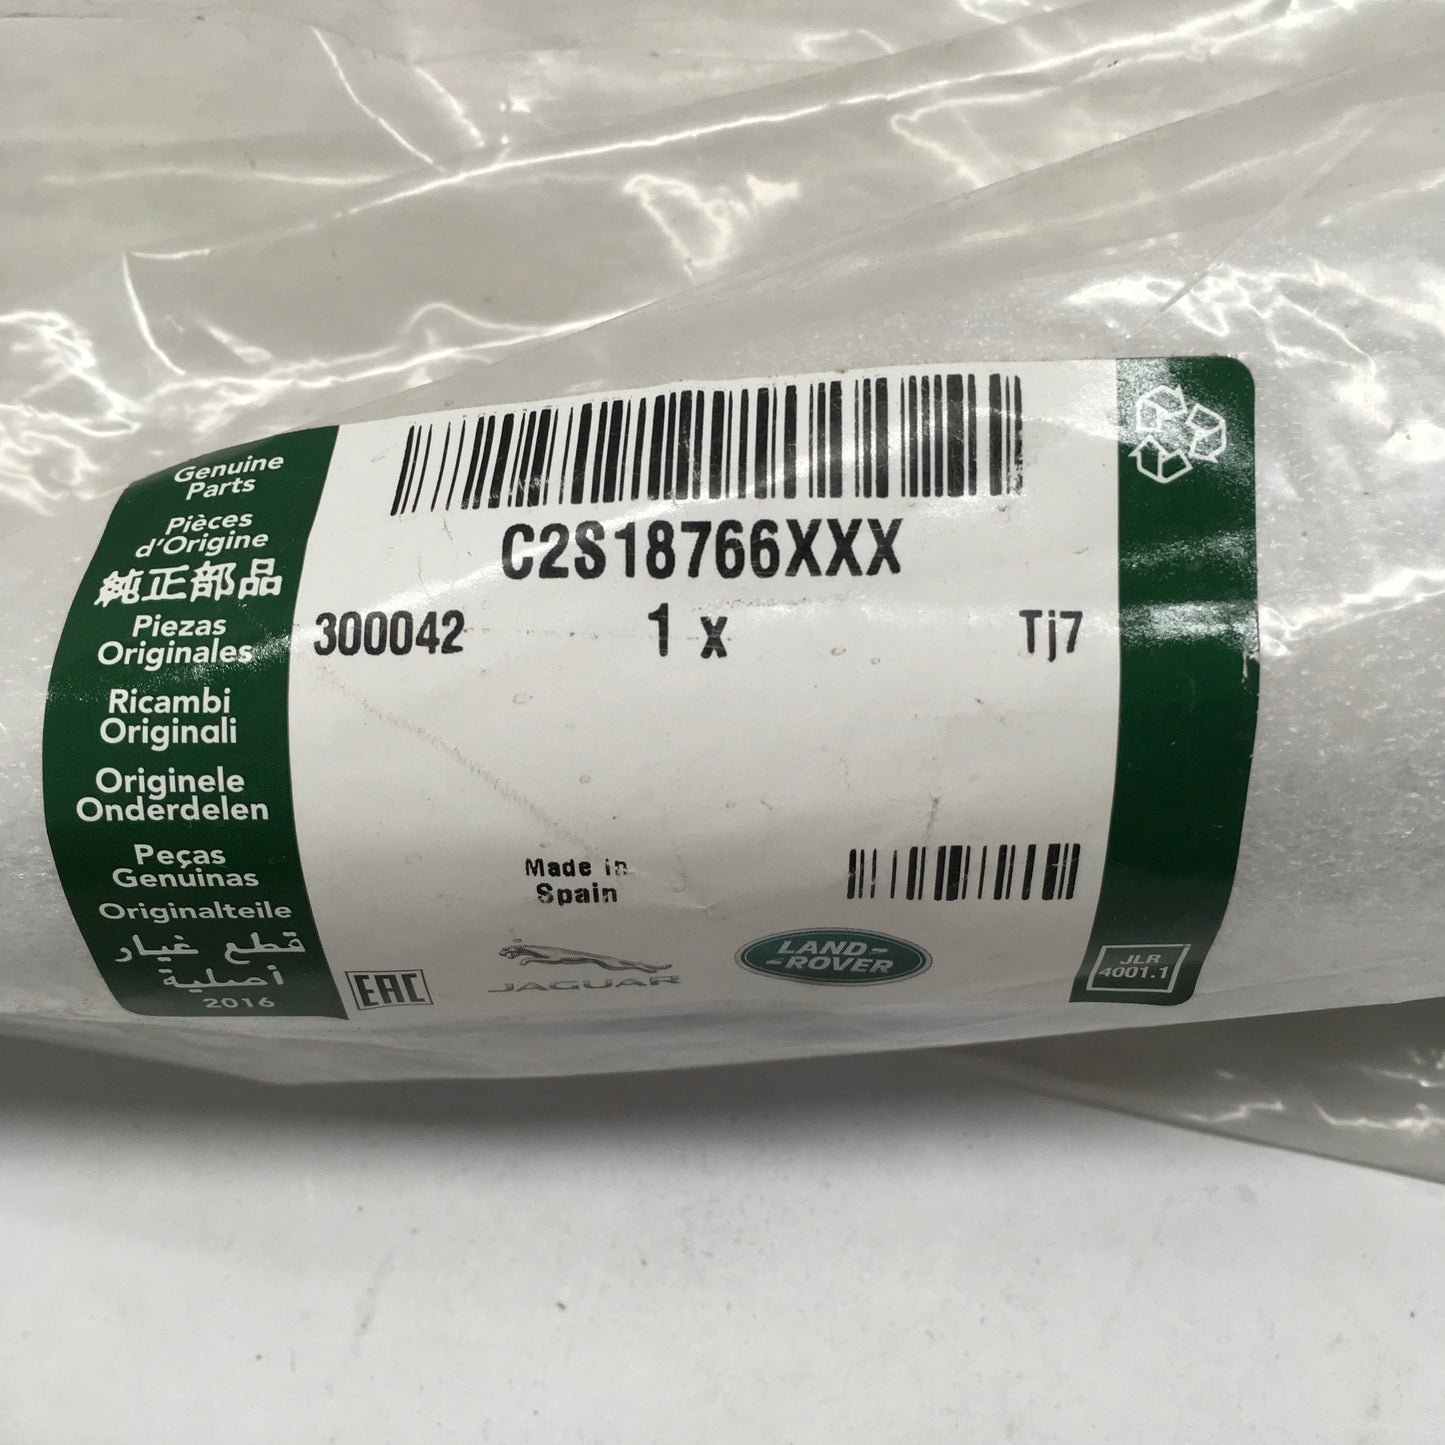 Genuine
Parts
Pièces
d'Origine
純正部品
Piezas
Originales
Ricambi
Originali
Originele
Onderdelen
Peças
Genuinas
Originalteile
قطع غيار
أصلية
2016
C2S18766XXX
300042 1 x Tj7
Made in
Spain
EAC
JAGUAR
LAND-
-ROVER
JLR
4001.1